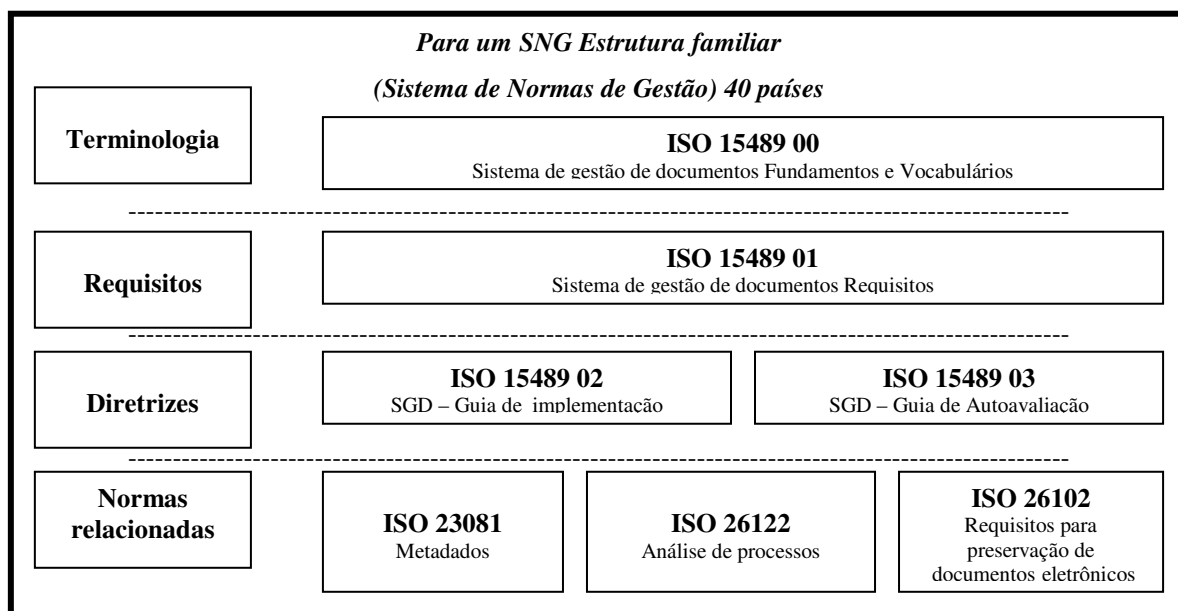 Para um SNG Estrutura familiar
(Sistema de Normas de Gestão) 40 países
Terminologia
ISO 15489 00
Sistema de gestão de documentos Fundamentos e Vocabulários
Requisitos
ISO 15489 01
Sistema de gestão de documentos Requisitos
Diretrizes
ISO 15489 02
SGD – Guia de implementação
ISO 15489 03
SGD – Guia de Autoavaliação
Normas
relacionadas
ISO 23081
Metadados
ISO 26122
Análise de processos
ISO 26102
Requisitos para
preservação de
documentos eletrônicos